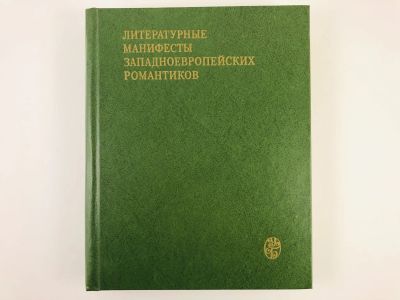 ЛИТЕРАТУРНЫЕ
МАНИФЕСТЫ
ЗАПАДНОЕВРОПЕЙСКИХ
РОМАНТИКОВ